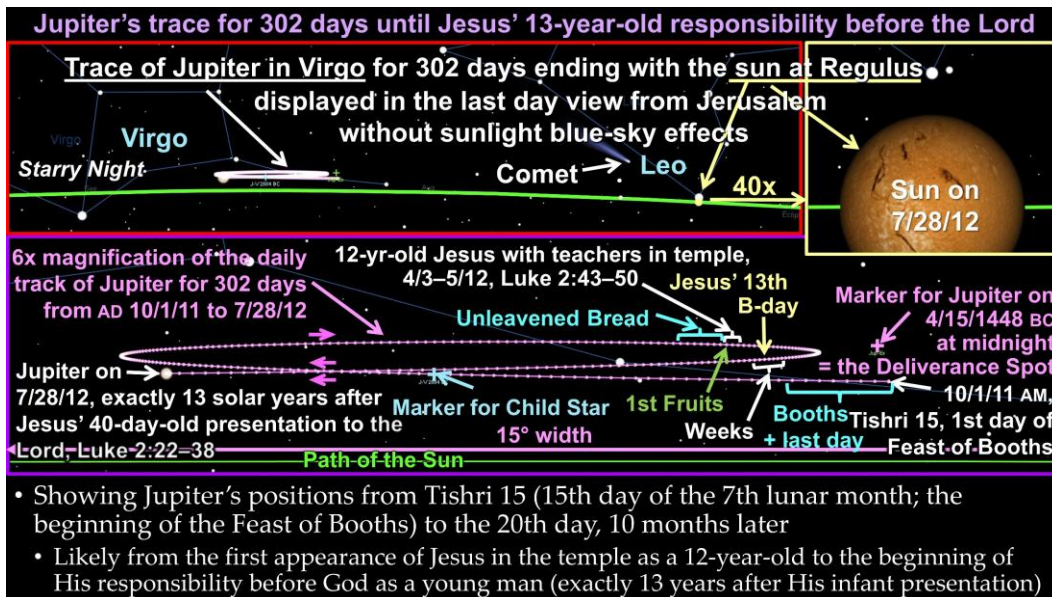 Jupiter's trace for 302 days until Jesus' 13-year-old responsibility before the Lord
Trace of Jupiter in Virgo for 302 days ending with the sun at Regulus
displayed in the last day view from Jerusalem
without sunlight blue-sky effects
Virgo
Virgo
Starry Night
Comet
Leo
40x
Sun on
7/28/12
6x magnification of the daily
track of Jupiter for 302 days
from AD 10/1/11 to 7/28/12
12-yr-old Jesus with teachers in temple,
4/3–5/12, Luke 2:43–50
Jesus' 13th
B-day
Unleavened Bread
Marker for Jupiter on
4/15/1448 BC
at midnight
= the Deliverance Spot
Jupiter on
7/28/12, exactly 13 solar years after
Jesus' 40-day-old presentation to the
Lord, Luke 2:22–38
Marker for Child Star
15° width
1st Fruits
Weeks
Booths
+ last day
10/1/11 AM,
Tishri 15, 1st day of
Feast of Booths
Path of the Sun
• Showing Jupiter's positions from Tishri 15 (15th day of the 7th lunar month; the
beginning of the Feast of Booths) to the 20th day, 10 months later
• Likely from the first appearance of Jesus in the temple as a 12-year-old to the beginning of
His responsibility before God as a young man (exactly 13 years after His infant presentation)